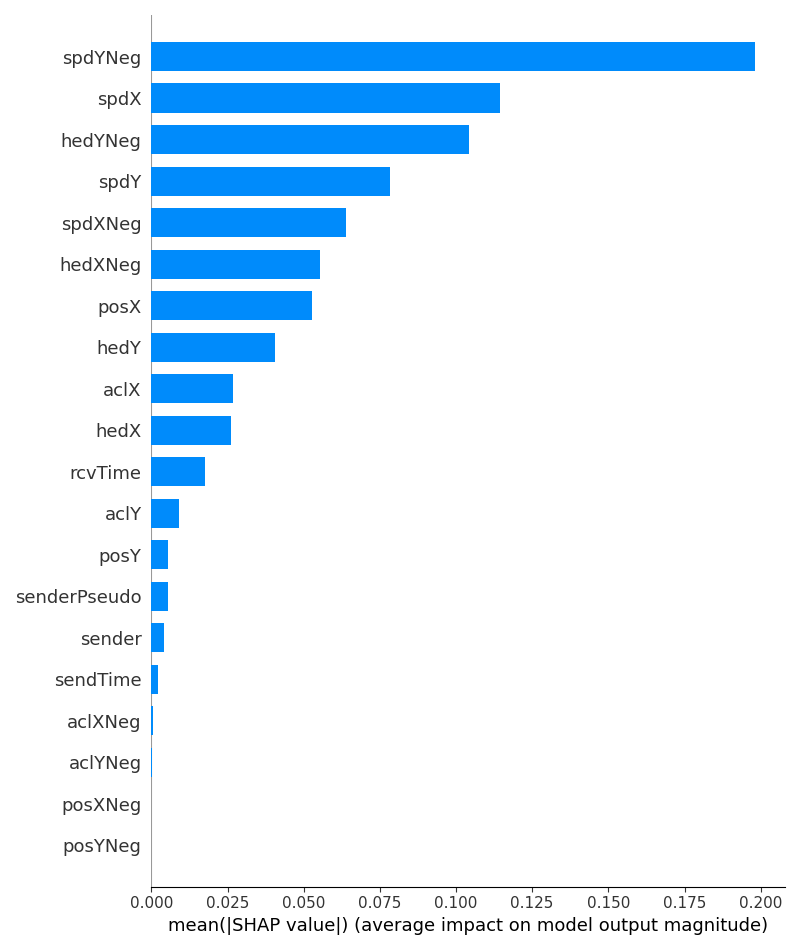 spdYNeg
spdX
hedYNeg
spdY
spdXNeg
hedXNeg
posX
hedY
aclX
hedX
rcvTime
aclY
posY
senderPseudo
sender
sendTime
aclXNeg
aclYNeg
posXNeg
posYNeg
0.000 0.025 0.050 0.075 0.100 0.125 0.150 0.175 0.200
mean(|SHAP value|) (average impact on model output magnitude)